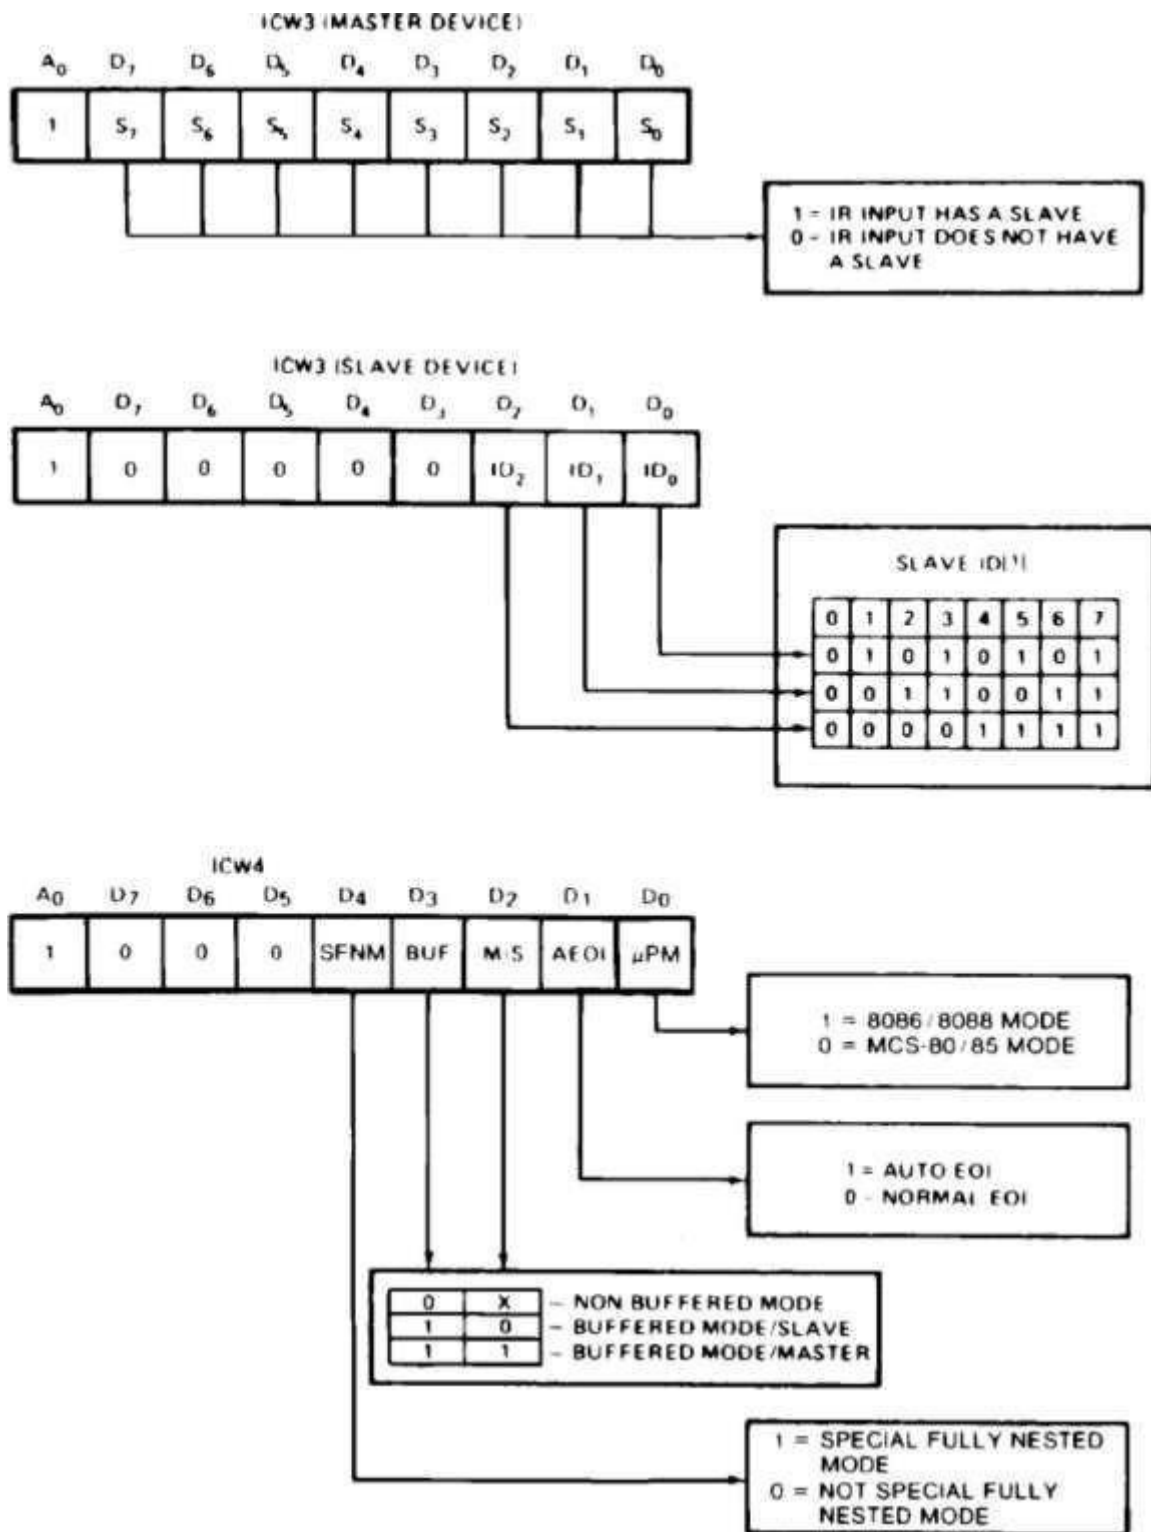 ICW3 (MASTER DEVICE)
A0 D7 D6 D5 D4 D3 D2 D1 D0
1 S7 S6 S5 S4 S3 S2 S1 S0
1 = IR INPUT HAS A SLAVE
0 - IR INPUT DOES NOT HAVE
A SLAVE
ICW3 (SLAVE DEVICE)
A0 D7 D6 D5 D4 D3 D2 D1 D0
1 0 0 0 0 0 ID2 ID1 ID0
SLAVE ID[1]
0 1 2 3 4 5 6 7
0 1 0 1 0 1 0 1
0 0 1 1 0 0 1 1
0 0 0 0 1 1 1 1
ICW4
A0 D7 D6 D5 D4 D3 D2 D1 D0
1 0 0 0 SFNM BUF M/S AEOI µPM
1 = 8086/8088 MODE
0 = MCS-80/85 MODE
1 = AUTO EOI
0 - NORMAL EOI
0 X - NON BUFFERED MODE
1 0 - BUFFERED MODE/SLAVE
1 1 - BUFFERED MODE/MASTER
1 = SPECIAL FULLY NESTED
MODE
0 = NOT SPECIAL FULLY
NESTED MODE